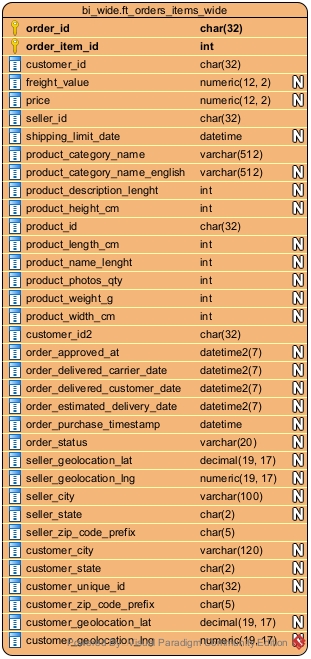 bi_wide.ft_orders_items_wide
order_id char(32)
order_item_id int
customer_id char(32)
freight_value numeric(12, 2) N
price numeric(12, 2) N
seller_id char(32)
shipping_limit_date datetime N
product_category_name varchar(512)
product_category_name_english varchar(512) N
product_description_lenght int N
product_height_cm int N
product_id char(32)
product_length_cm int N
product_name_lenght int N
product_photos_qty int N
product_weight_g int N
product_width_cm int N
customer_id2 char(32)
order_approved_at datetime2(7) N
order_delivered_carrier_date datetime2(7) N
order_delivered_customer_date datetime2(7) N
order_estimated_delivery_date datetime2(7) N
order_purchase_timestamp datetime N
order_status varchar(20) N
seller_geolocation_lat decimal(19, 17) N
seller_geolocation_lng numeric(19, 17) N
seller_city varchar(100) N
seller_state char(2) N
seller_zip_code_prefix char(5)
customer_city varchar(120) N
customer_state char(2) N
customer_unique_id char(32) N
customer_zip_code_prefix char(5)
customer_geolocation_lat decimal(19, 17) N
customer_geolocation_lng numeric(19, 17) N
Powered By Visual Paradigm Community Edition